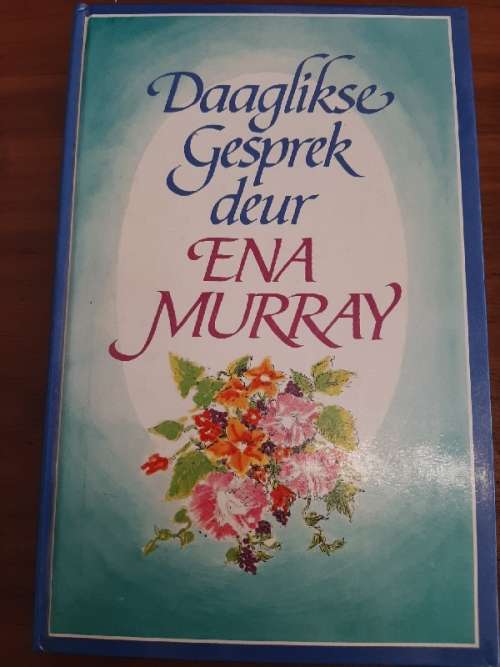 Daaglikse
Gesprek
deur
ENA
MURRAY